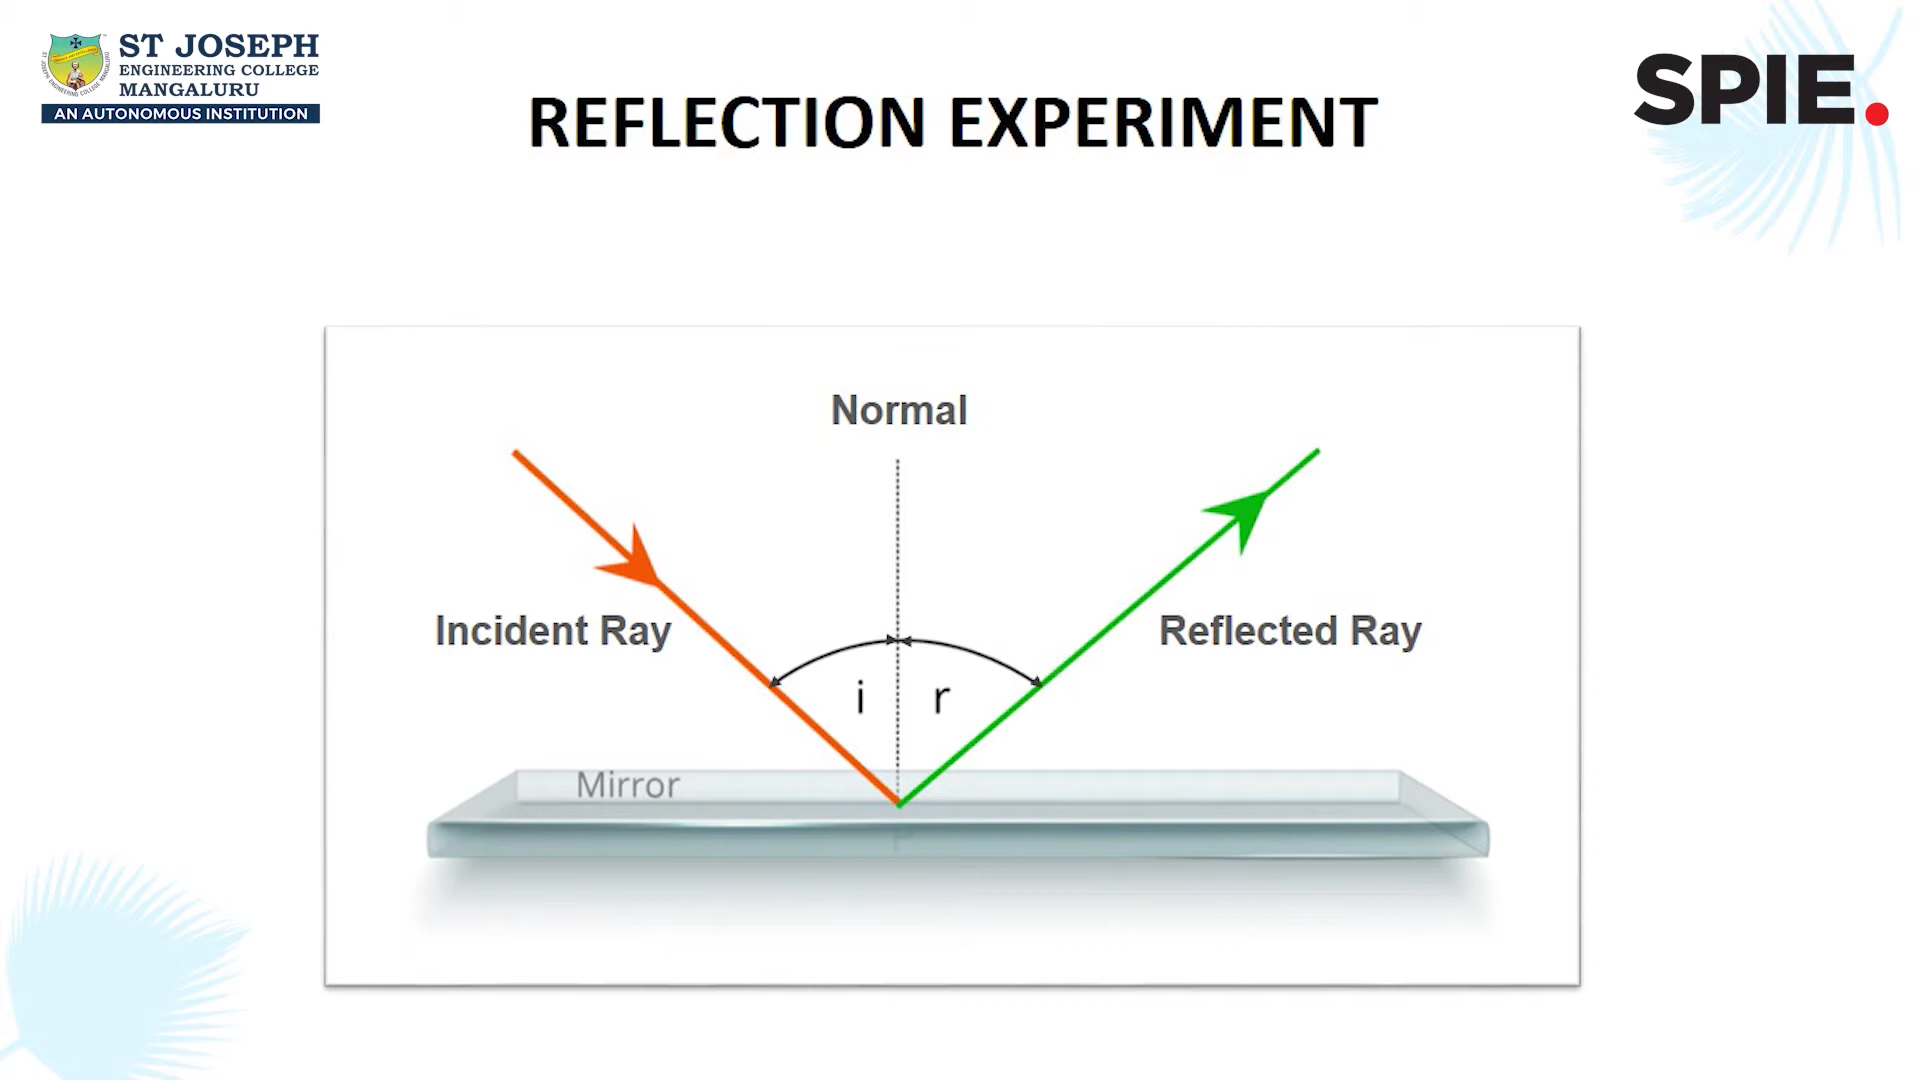 ST JOSEPH
ENGINEERING COLLEGE
MANGALURU
AN AUTONOMOUS INSTITUTION
SPIE.
REFLECTION EXPERIMENT
Normal
Incident Ray
Reflected Ray
i
r
Mirror